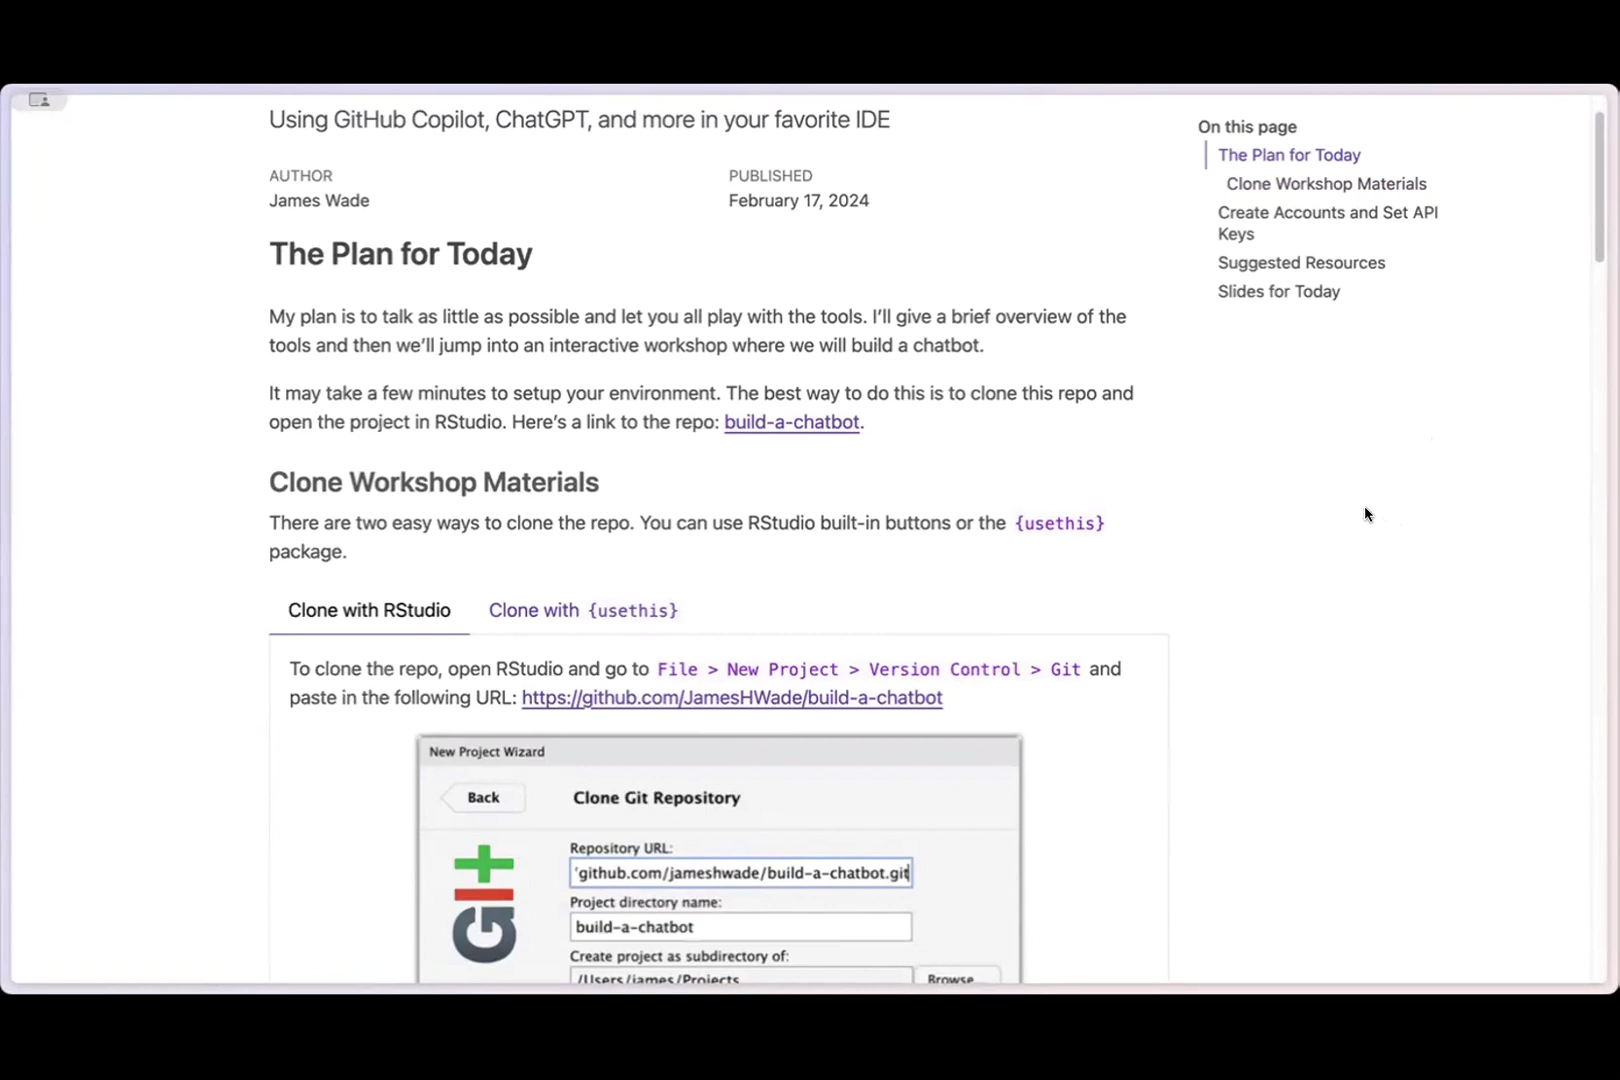 Using GitHub Copilot, ChatGPT, and more in your favorite IDE
AUTHOR
James Wade
PUBLISHED
February 17, 2024
The Plan for Today
My plan is to talk as little as possible and let you all play with the tools. I'll give a brief overview of the
tools and then we'll jump into an interactive workshop where we will build a chatbot.
It may take a few minutes to setup your environment. The best way to do this is to clone this repo and
open the project in RStudio. Here's a link to the repo: build-a-chatbot.
Clone Workshop Materials
There are two easy ways to clone the repo. You can use RStudio built-in buttons or the {usethis}
package.
Clone with RStudio
Clone with {usethis}
To clone the repo, open RStudio and go to File > New Project > Version Control > Git and
paste in the following URL: https://github.com/JamesHWade/build-a-chatbot
New Project Wizard
Back
Clone Git Repository
GIt
Repository URL:
'github.com/jameshwade/build-a-chatbot.git
Project directory name:
build-a-chatbot
Create project as subdirectory of:
/Users/james/Projects
Browse...
On this page
The Plan for Today
Clone Workshop Materials
Create Accounts and Set API
Keys
Suggested Resources
Slides for Today